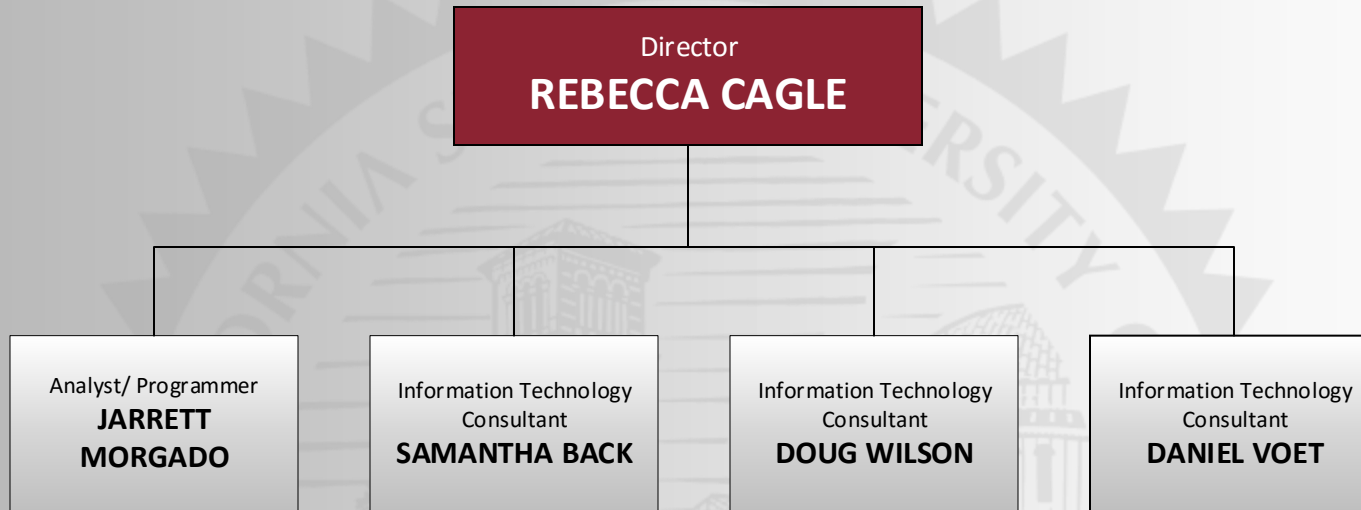 Director
REBECCA CAGLE
Analyst/ Programmer
JARRETT
MORGADO
Information Technology
Consultant
SAMANTHA BACK
Information Technology
Consultant
DOUG WILSON
Information Technology
Consultant
DANIEL VOET